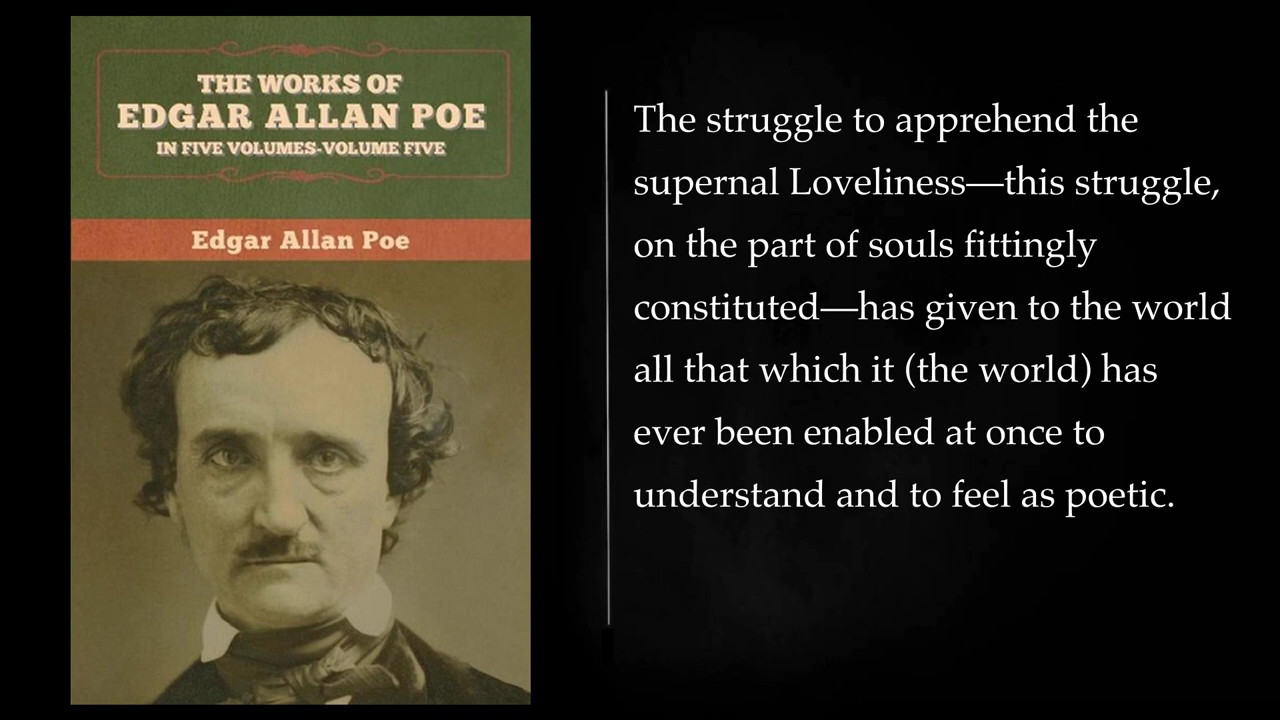 THE WORKS OF
EDGAR ALLAN POE
IN FIVE VOLUMES-VOLUME FIVE
Edgar Allan Poe
The struggle to apprehend the
supernal Loveliness—this struggle,
on the part of souls fittingly
constituted—has given to the world
all that which it (the world) has
ever been enabled at once to
understand and to feel as poetic.